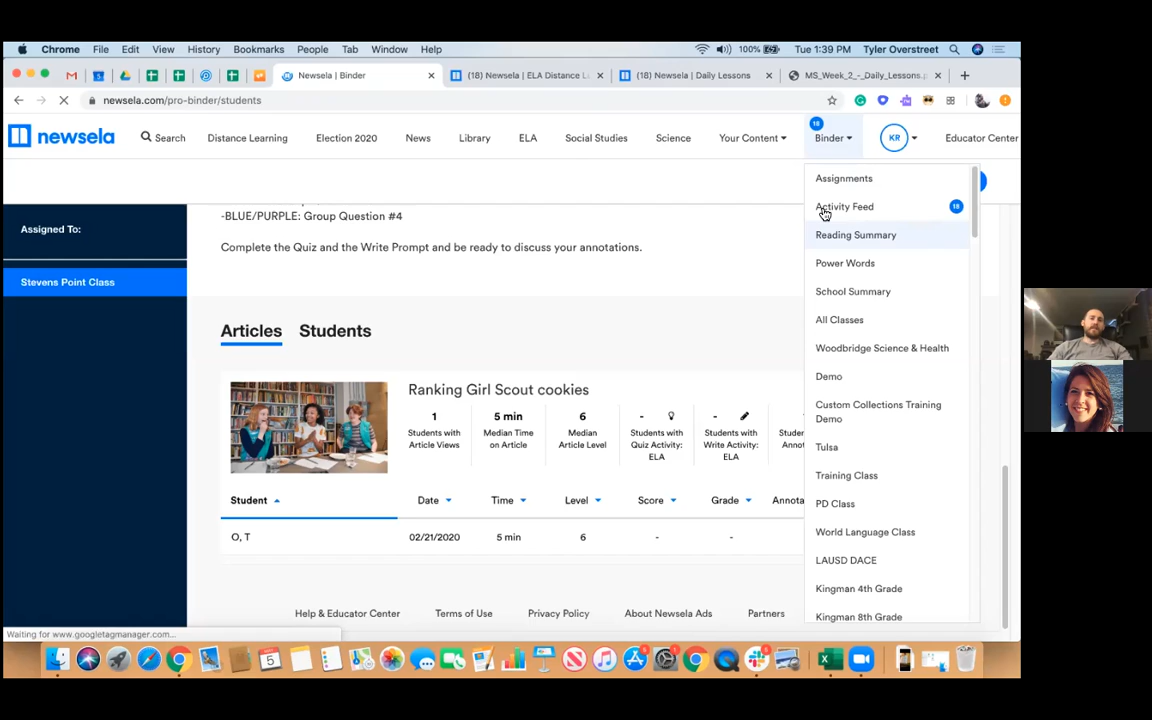 Chrome File Edit View History Bookmarks People Tab Window Help 100% Tue 1:39 PM Tyler Overstreet
Newsela | Binder × (18) Newsela | ELA Distance L × (18) Newsela | Daily Lessons × MS_Week_2_-_Daily_Lessons.p × +
newsela.com/pro-binder/students
newsela Search Distance Learning Election 2020 News Library ELA Social Studies Science Your Content 18 Binder KR Educator Center
-BLUE/PURPLE: Group Question #4
Complete the Quiz and the Write Prompt and be ready to discuss your annotations.
Assigned To:
Stevens Point Class
Articles Students
Ranking Girl Scout cookies
1 5 min 6 - -
Students with Article Views
Median Time on Article
Median Article Level
Students with Quiz Activity: ELA
Students with Write Activity: ELA
Student Date Time Level Score Grade
O, T 02/21/2020 5 min 6 - -
Help & Educator Center Terms of Use Privacy Policy About Newsela Ads Partners
Waiting for www.googletagmanager.com...
Assignments
Activity Feed 18
Reading Summary
Power Words
School Summary
All Classes
Woodbridge Science & Health
Demo
Custom Collections Training
Demo
Tulsa
Training Class
PD Class
World Language Class
LAUSD DACE
Kingman 4th Grade
Kingman 8th Grade
5